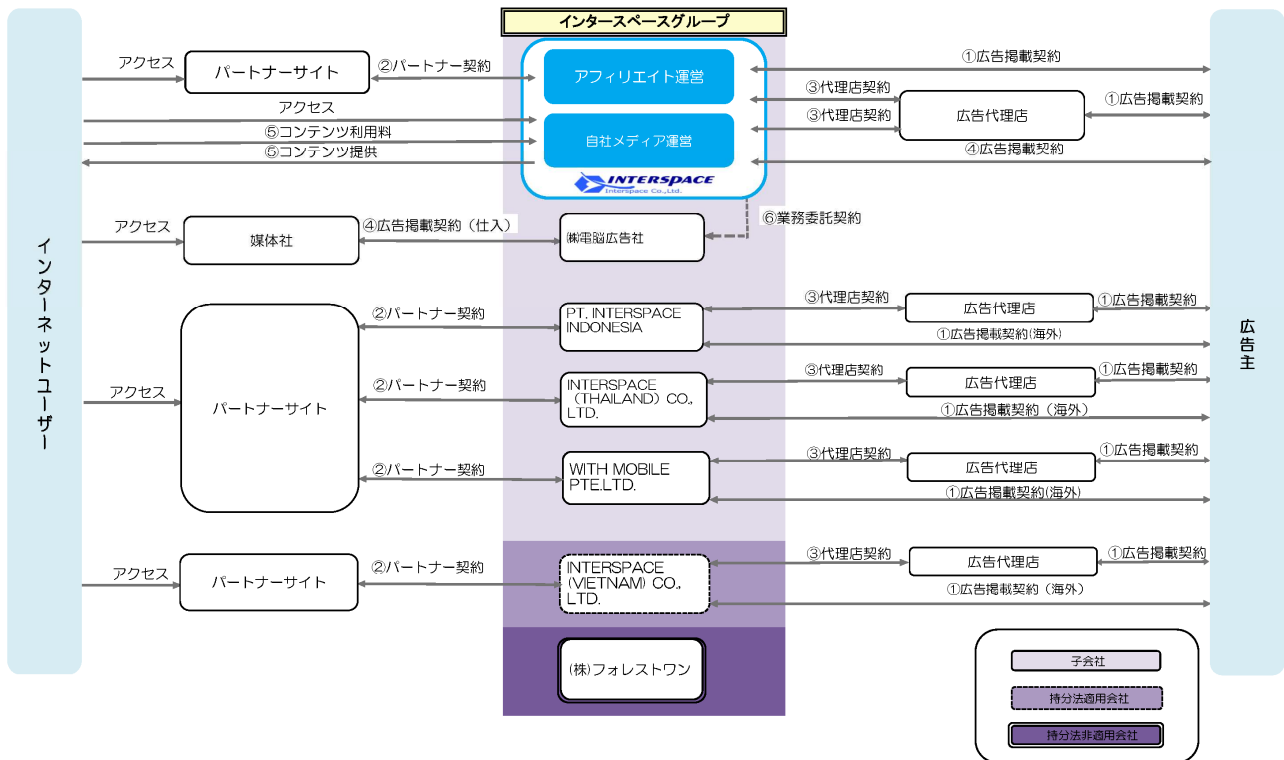 インタースペースグループ
インターネットユーザー
広告主
アクセス
パートナーサイト
②パートナー契約
アフィリエイト運営
①広告掲載契約
③代理店契約
広告代理店
①広告掲載契約
③代理店契約
アクセス
⑤コンテンツ利用料
⑤コンテンツ提供
自社メディア運営
④広告掲載契約
INTERSPACE
Interspace Co.,Ltd.
⑥業務委託契約
アクセス
媒体社
④広告掲載契約（仕入）
㈱電脳広告社
アクセス
パートナーサイト
②パートナー契約
PT. INTERSPACE
INDONESIA
③代理店契約
広告代理店
①広告掲載契約
①広告掲載契約(海外)
②パートナー契約
INTERSPACE
（THAILAND）CO.,
LTD.
③代理店契約
広告代理店
①広告掲載契約
①広告掲載契約（海外）
②パートナー契約
WITH MOBILE
PTE.LTD.
③代理店契約
広告代理店
①広告掲載契約
①広告掲載契約(海外)
アクセス
パートナーサイト
②パートナー契約
INTERSPACE
(VIETNAM) CO.,
LTD.
③代理店契約
広告代理店
①広告掲載契約
①広告掲載契約（海外）
(株)フォレストワン
子会社
持分法適用会社
持分法非適用会社